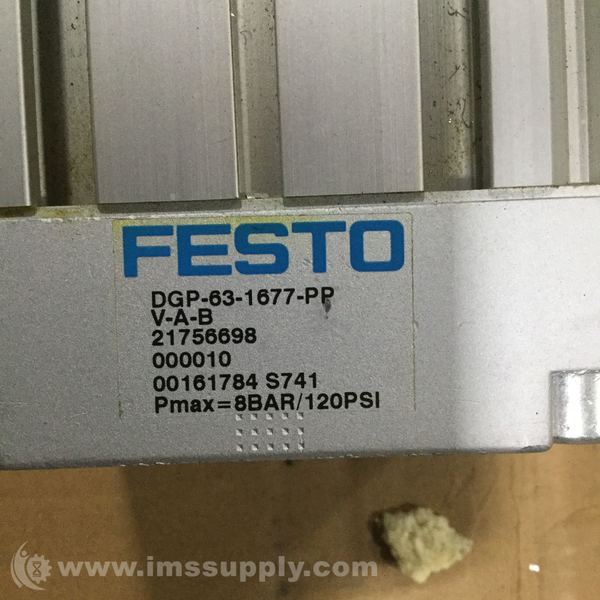 FESTO
DGP-63-1677-PP
V-A-B
21756698
000010
00161784 S741
Pmax=8BAR/120PSI
www.imssupply.com